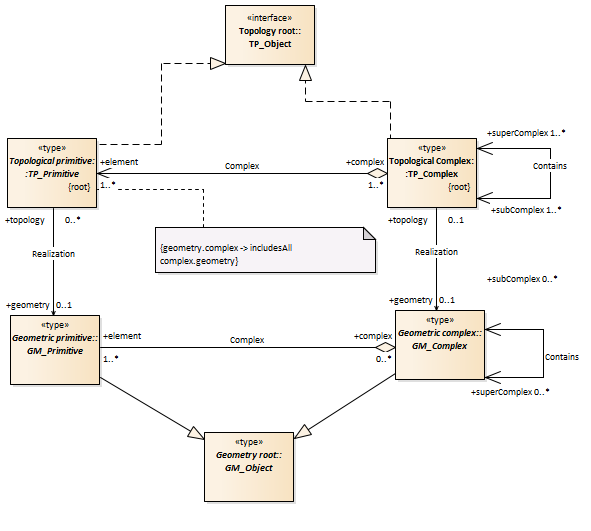 «interface»
Topology root::
TP_Object
«type»
Topological primitive:
:TP_Primitive
{root}
+element
1..*
Complex
+complex
1..*
«type»
Topological Complex:
:TP_Complex
{root}
+superComplex 1..*
Contains
+subComplex 1..*
+topology 0..*
Realization
+geometry 0..1
{geometry.complex -> includesAll
complex.geometry}
+topology 0..1
Realization
+geometry 0..1
+subComplex 0..*
«type»
Geometric primitive::
GM_Primitive
+element
1..*
Complex
+complex
0..*
«type»
Geometric complex::
GM_Complex
Contains
+superComplex 0..*
«type»
Geometry root::
GM_Object